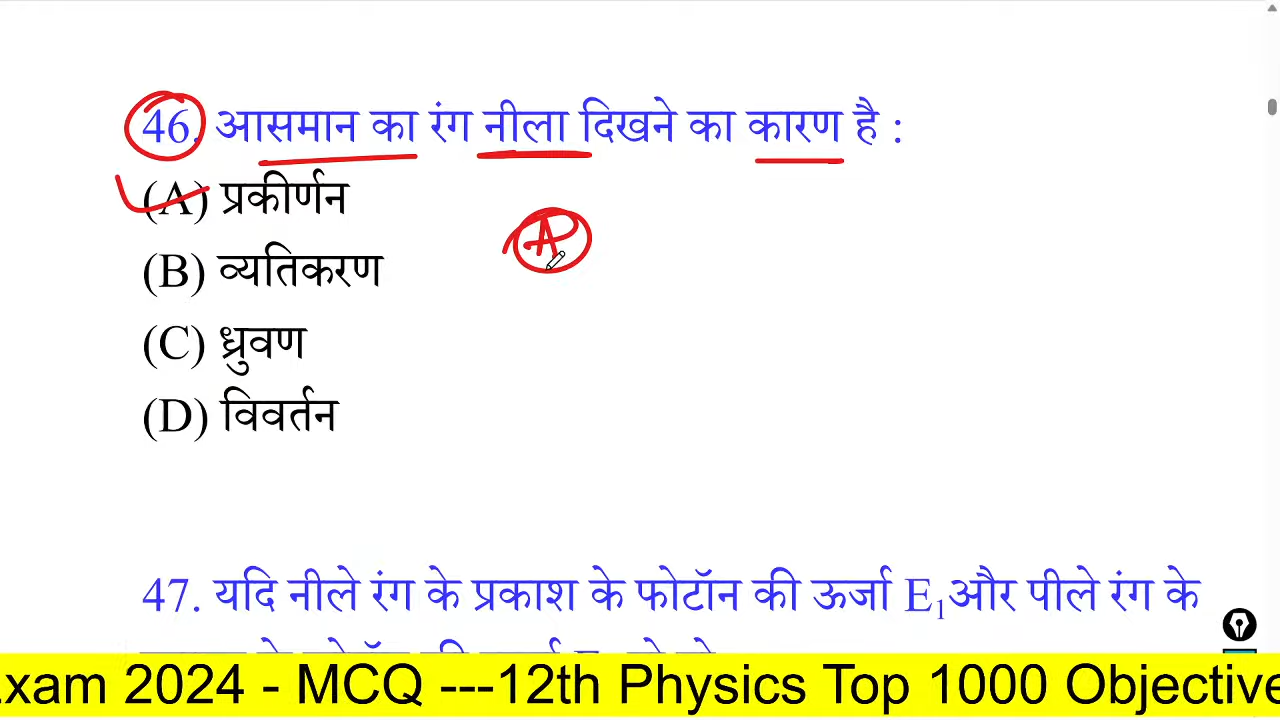 46. आसमान का रंग नीला दिखने का कारण है :
(A) प्रकीर्णन
A
(B) व्यतिकरण
(C) ध्रुवण
(D) विवर्तन
47. यदि नीले रंग के प्रकाश के फोटॉन की ऊर्जा E₁और पीले रंग के
Exam 2024 - MCQ ---12th Physics Top 1000 Objective